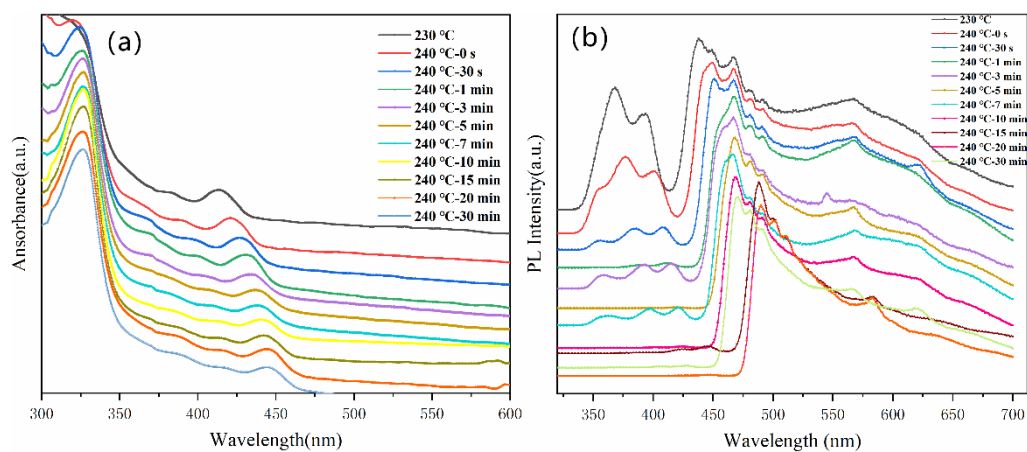 (a)
230 ℃
240 ℃-0 s
240 ℃-30 s
240 ℃-1 min
240 ℃-3 min
240 ℃-5 min
240 ℃-7 min
240 ℃-10 min
240 ℃-15 min
240 ℃-20 min
240 ℃-30 min
Ansorbance(a.u.)
300 350 400 450 500 550 600
Wavelength(nm)
(b)
230 ℃
240 ℃-0 s
240 ℃-30 s
240 ℃-1 min
240 ℃-3 min
240 ℃-5 min
240 ℃-7 min
240 ℃-10 min
240 ℃-15 min
240 ℃-20 min
240 ℃-30 min
PL Intensity(a.u.)
350 400 450 500 550 600 650 700
Wavelength (nm)